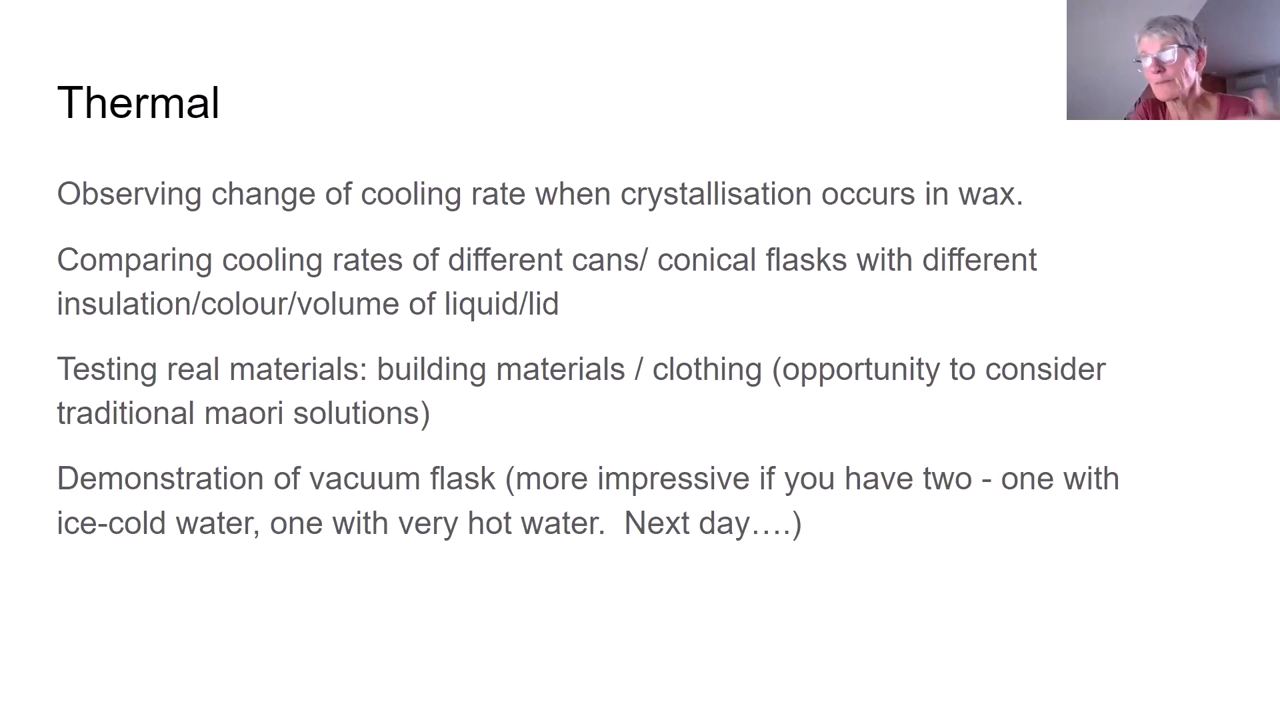 Thermal
Observing change of cooling rate when crystallisation occurs in wax.
Comparing cooling rates of different cans/ conical flasks with different
insulation/colour/volume of liquid/lid
Testing real materials: building materials / clothing (opportunity to consider
traditional maori solutions)
Demonstration of vacuum flask (more impressive if you have two - one with
ice-cold water, one with very hot water.  Next day….)